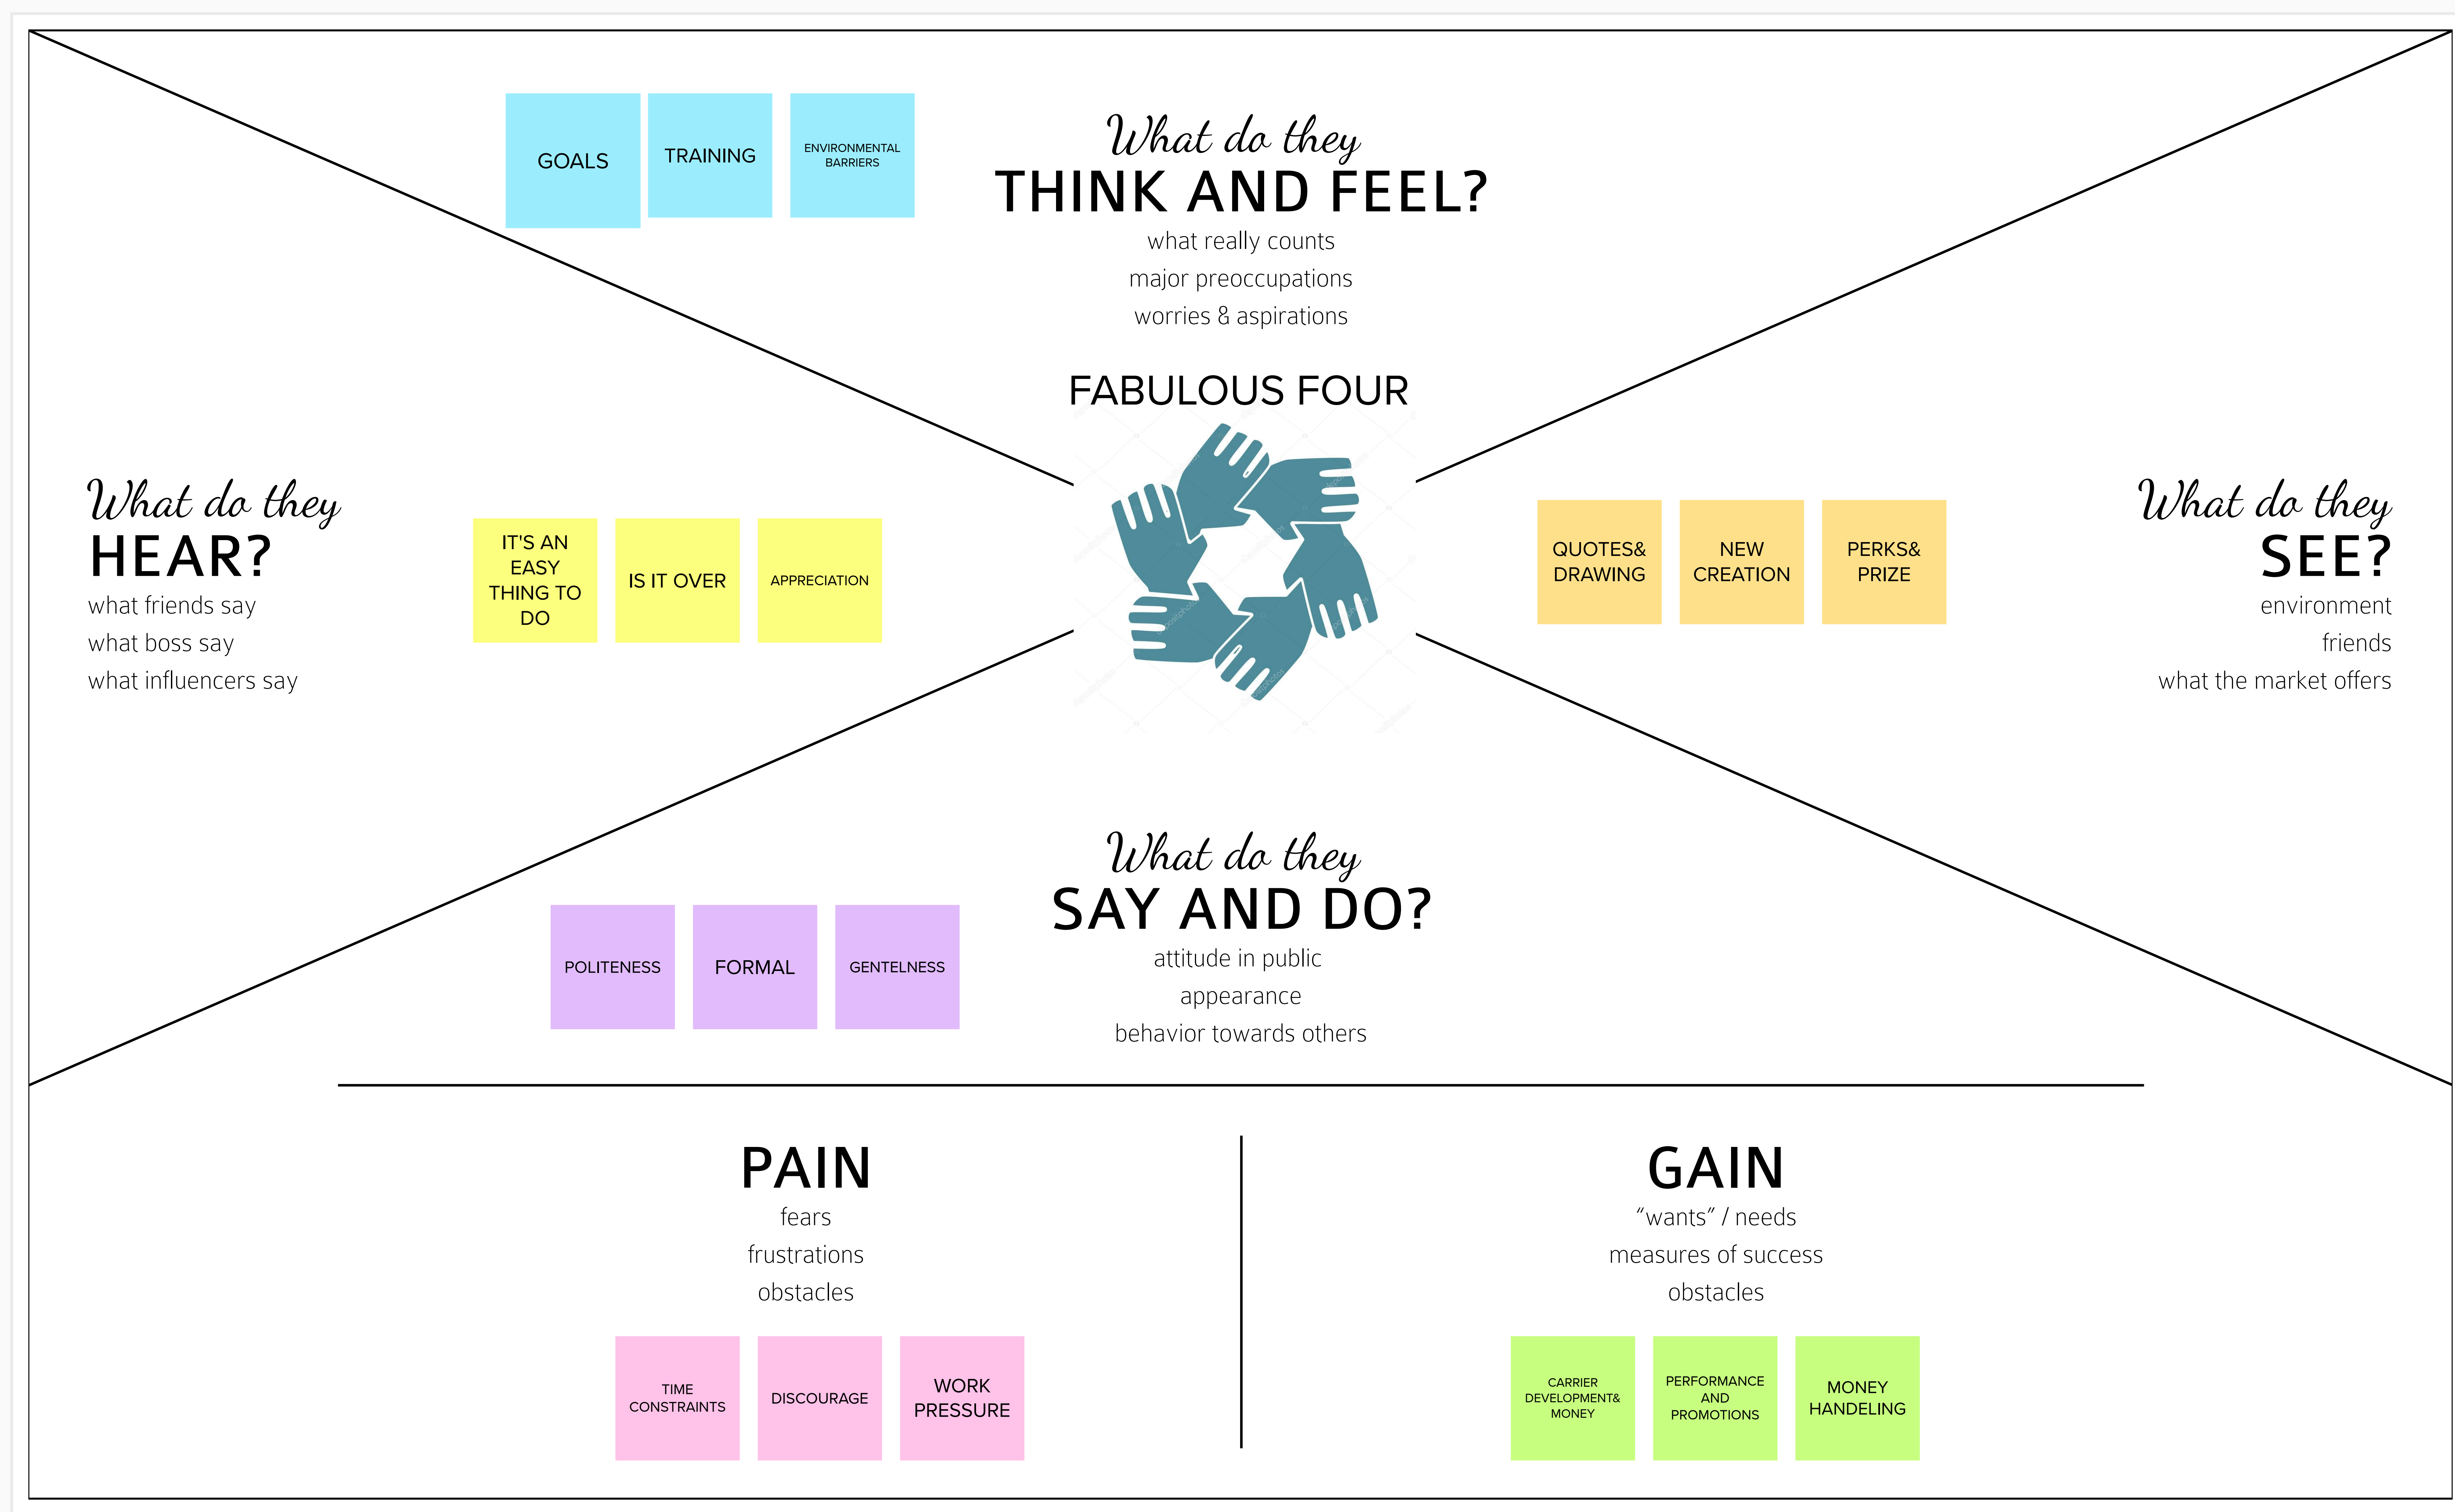 GOALS
TRAINING
ENVIRONMENTAL
BARRIERS
What do they
THINK AND FEEL?
what really counts
major preoccupations
worries & aspirations
FABULOUS FOUR
What do they
HEAR?
what friends say
what boss say
what influencers say
IT'S AN
EASY
THING TO
DO
IS IT OVER
APPRECIATION
QUOTES&
DRAWING
NEW
CREATION
PERKS&
PRIZE
What do they
SEE?
environment
friends
what the market offers
What do they
SAY AND DO?
attitude in public
appearance
behavior towards others
POLITENESS
FORMAL
GENTELNESS
PAIN
fears
frustrations
obstacles
TIME
CONSTRAINTS
DISCOURAGE
WORK
PRESSURE
GAIN
“wants” / needs
measures of success
obstacles
CARRIER
DEVELOPMENT&
MONEY
PERFORMANCE
AND
PROMOTIONS
MONEY
HANDELING